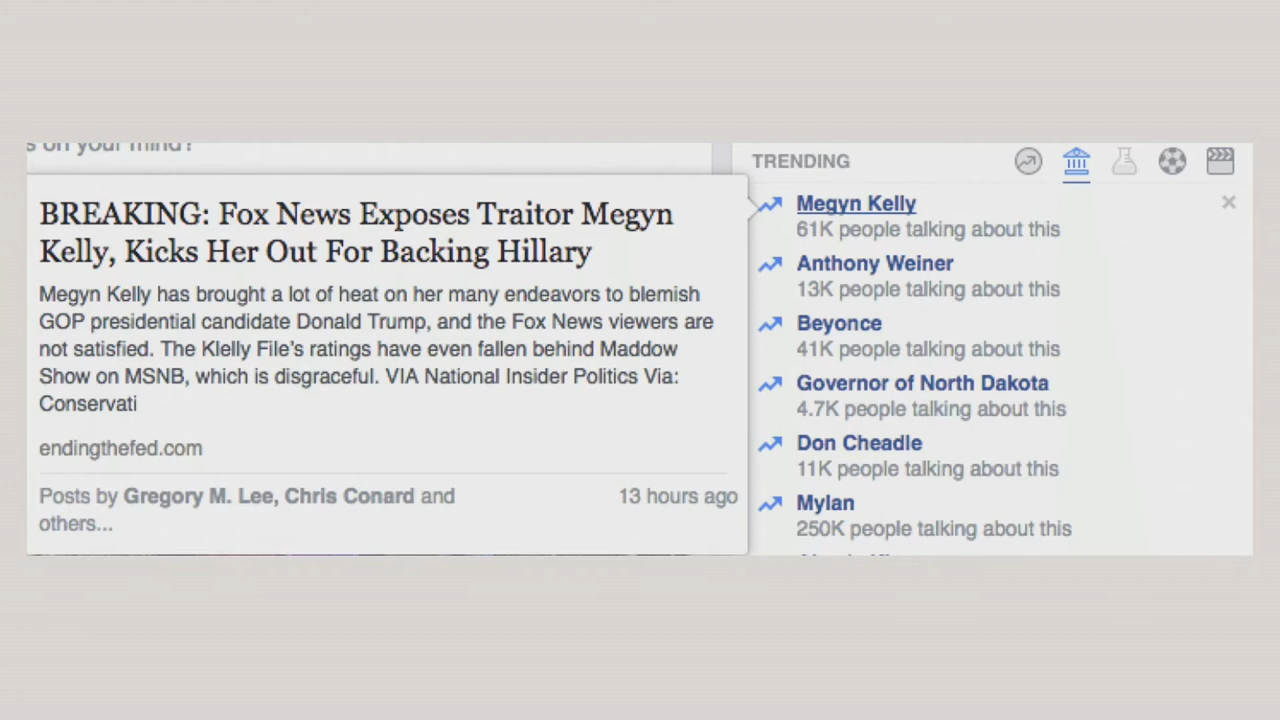 s on your mind?
BREAKING: Fox News Exposes Traitor Megyn
Kelly, Kicks Her Out For Backing Hillary
Megyn Kelly has brought a lot of heat on her many endeavors to blemish
GOP presidential candidate Donald Trump, and the Fox News viewers are
not satisfied. The Klelly File's ratings have even fallen behind Maddow
Show on MSNB, which is disgraceful. VIA National Insider Politics Via:
Conservati
endingthefed.com
Posts by Gregory M. Lee, Chris Conard and
others...
13 hours ago
TRENDING
Megyn Kelly
61K people talking about this
Anthony Weiner
13K people talking about this
Beyonce
41K people talking about this
Governor of North Dakota
4.7K people talking about this
Don Cheadle
11K people talking about this
Mylan
250K people talking about this